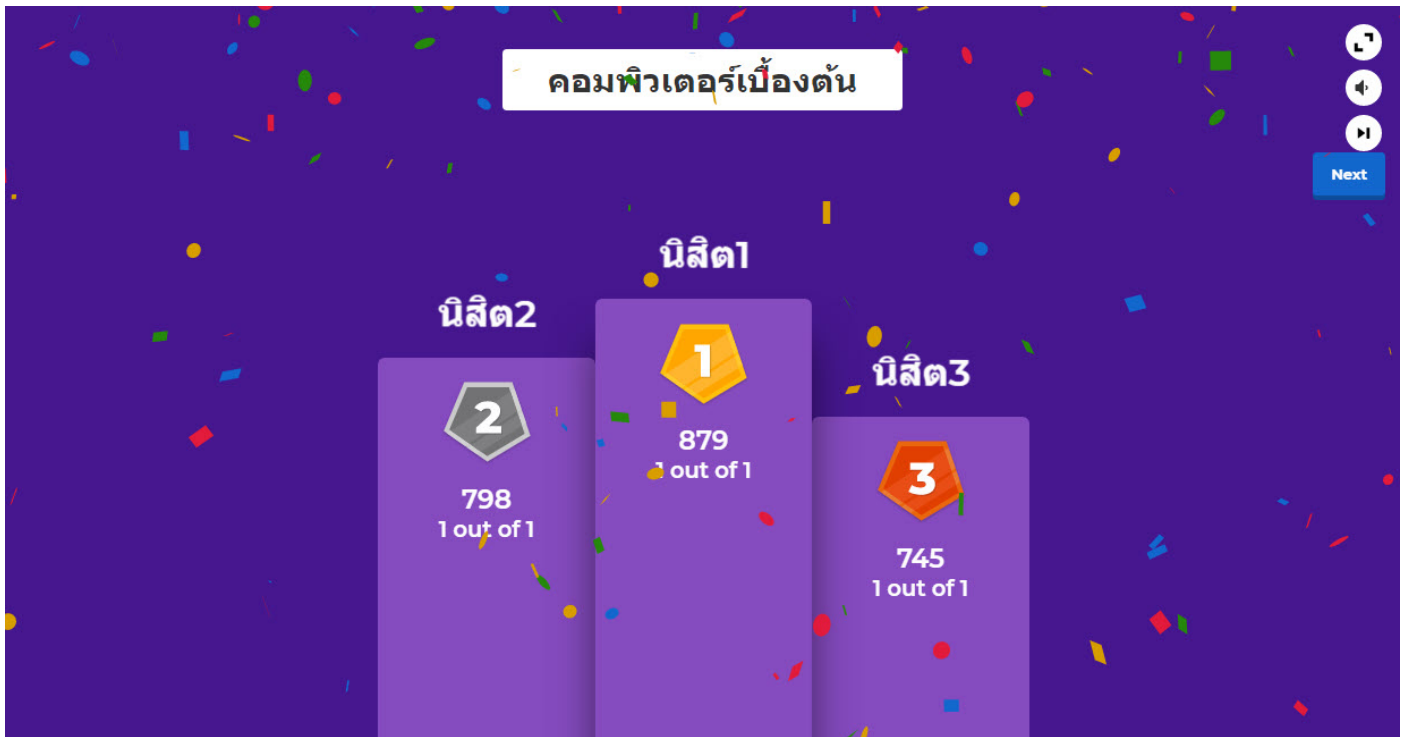 คอมพิวเตอร์เบื้องต้น
Next
นิสิต1
1
879
1 out of 1
นิสิต2
2
798
1 out of 1
นิสิต3
3
745
1 out of 1